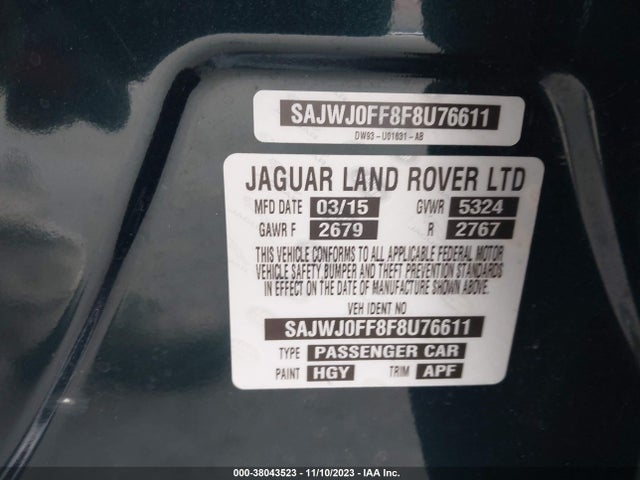 SAJWJ0FF8F8U76611
DW93-U01831-AB
JAGUAR LAND ROVER LTD
MFD DATE 03/15 GVWR 5324
GAWR F 2679 R 2767
THIS VEHICLE CONFORMS TO ALL APPLICABLE FEDERAL MOTOR
VEHICLE SAFETY BUMPER AND THEFT PREVENTION STANDARDS
IN EFFECT ON THE DATE OF MANUFACTURE SHOWN ABOVE.
VEH IDENT NO
SAJWJ0FF8F8U76611
TYPE PASSENGER CAR
PAINT HGY TRIM APF
000-38043523 - 11/10/2023 - IAA Inc.